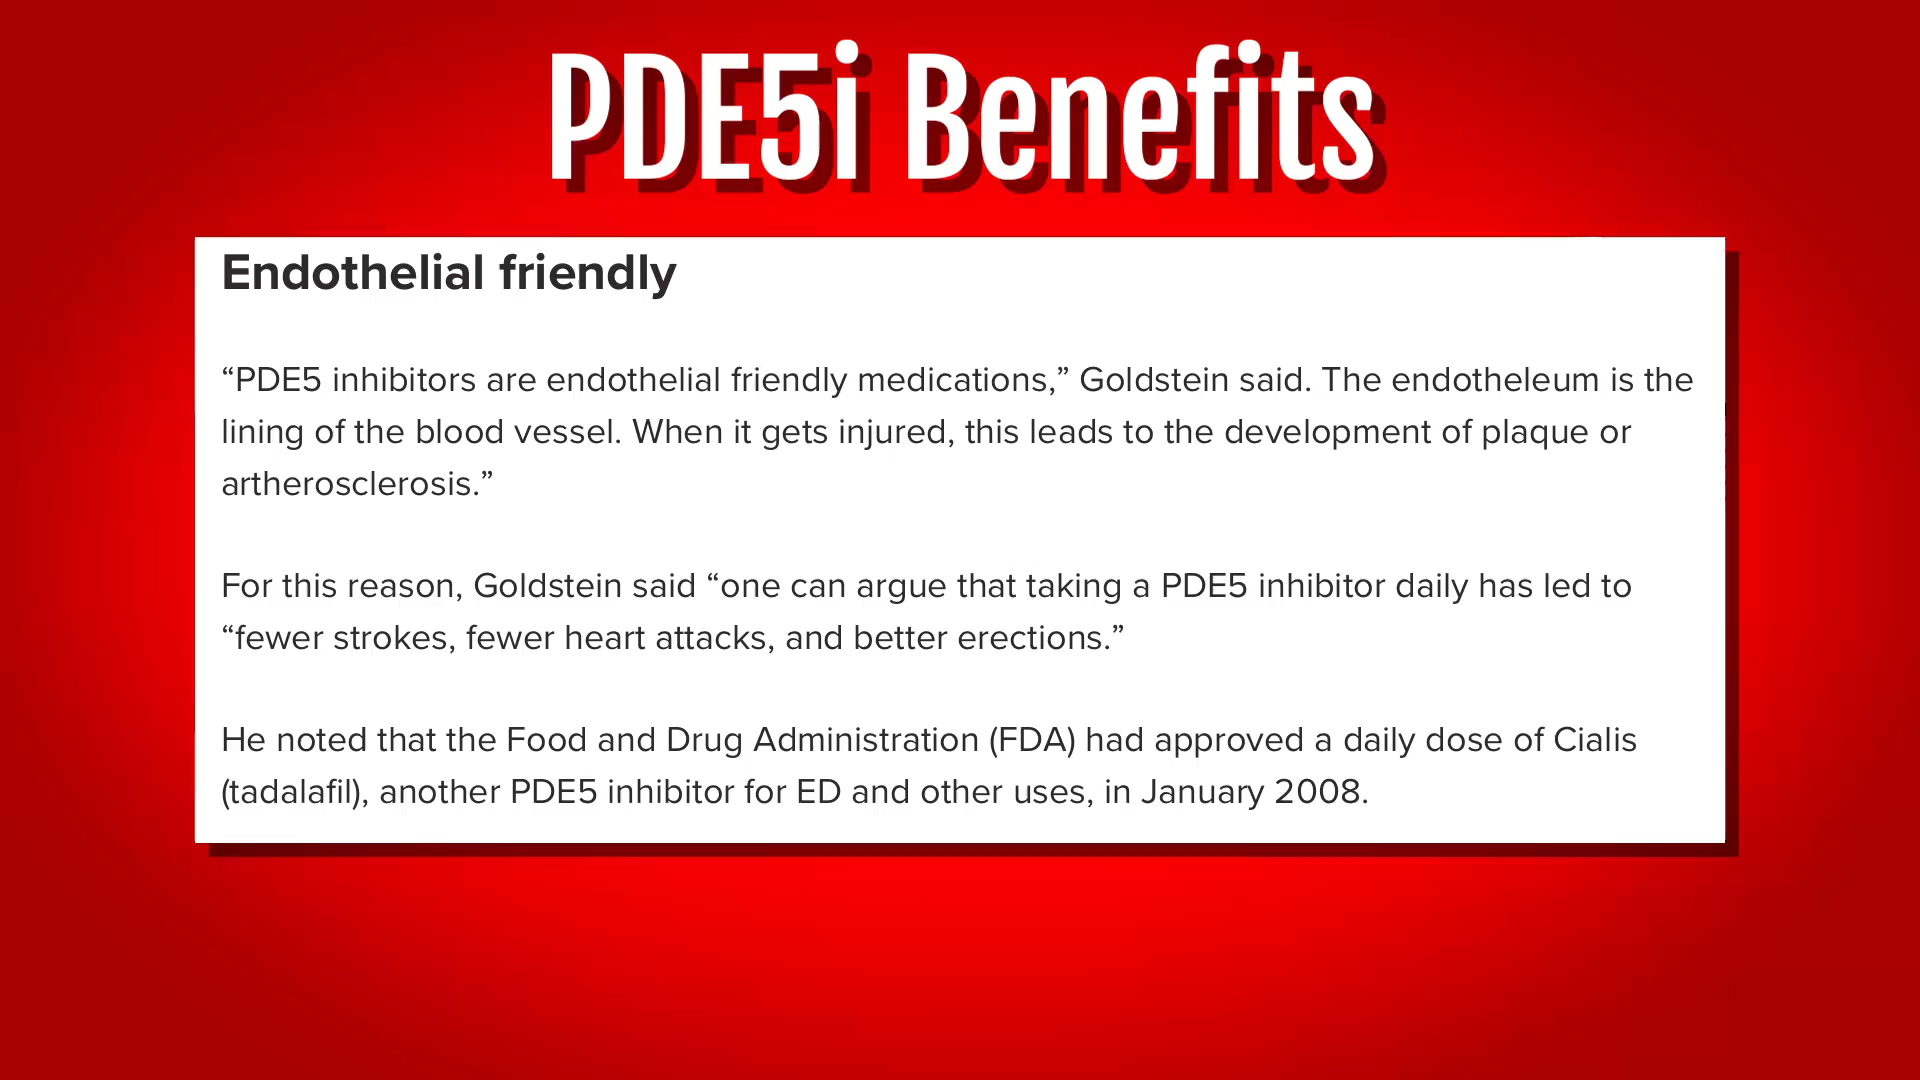 PDE5i Benefits
Endothelial friendly
“PDE5 inhibitors are endothelial friendly medications,” Goldstein said. The endotheleum is the
lining of the blood vessel. When it gets injured, this leads to the development of plaque or
artherosclerosis.”
For this reason, Goldstein said “one can argue that taking a PDE5 inhibitor daily has led to
“fewer strokes, fewer heart attacks, and better erections.”
He noted that the Food and Drug Administration (FDA) had approved a daily dose of Cialis
(tadalafil), another PDE5 inhibitor for ED and other uses, in January 2008.